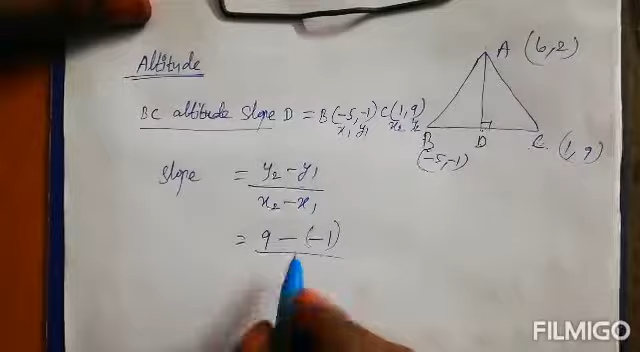 Altitude
A (6,2)
BC altitude slope D = B(-5,-1) C(1,9)
x₁ y₁ x₂ y₂
B D C
(-5,-1) (1,9)
slope = y₂-y₁
x₂-x₁
= 9-(-1)
FILMIGO